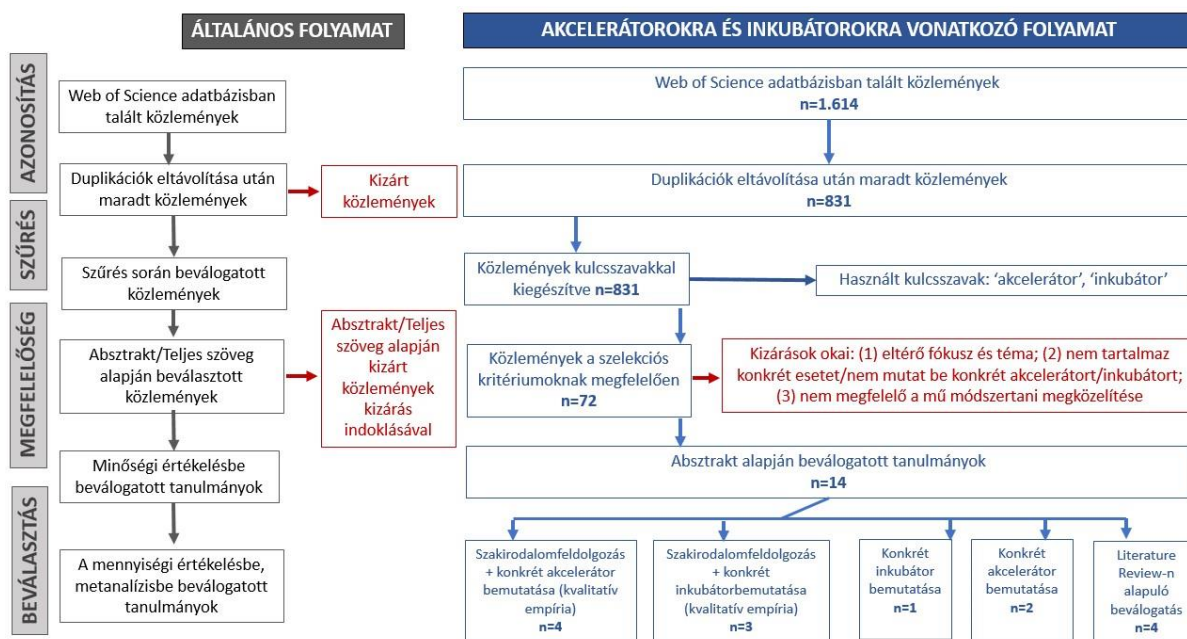 ÁLTALÁNOS FOLYAMAT
AKCELERÁTOROKRA ÉS INKUBÁTOROKRA VONATKOZÓ FOLYAMAT
AZONOSÍTÁS
SZŰRÉS
MEGFELELŐSÉG
BEVÁLASZTÁS
Web of Science adatbázisban
talált közlemények
Duplikációk eltávolítása után
maradt közlemények
Kizárt
közlemények
Szűrés során beválogatott
közlemények
Absztrakt/Teljes szöveg
alapján beválasztott
közlemények
Absztrakt/Teljes
szöveg alapján
kizárt
közlemények
kizárás
indoklásával
Minőségi értékelésbe
beválogatott tanulmányok
A mennyiségi értékelésbe,
metanalízisbe beválogatott
tanulmányok
Web of Science adatbázisban talált közlemények
n=1.614
Duplikációk eltávolítása után maradt közlemények
n=831
Közlemények kulcsszavakkal
kiegészítve n=831
Használt kulcsszavak: ‘akcelerátor’, ‘inkubátor’
Közlemények a szelekciós
kritériumoknak megfelelően
n=72
Kizárások okai: (1) eltérő fókusz és téma; (2) nem tartalmaz
konkrét esetet/nem mutat be konkrét akcelerátort/inkubátort;
(3) nem megfelelő a mű módszertani megközelítése
Absztrakt alapján beválogatott tanulmányok
n=14
Szakirodalomfeldolgozás
+ konkrét akcelerátor
bemutatása (kvalitatív
empíria)
n=4
Szakirodalomfeldolgozás
+ konkrét
inkubátorbemutatása
(kvalitatív empíria)
n=3
Konkrét
inkubátor
bemutatása
n=1
Konkrét
akcelerátor
bemutatása
n=2
Literature
Review-n
alapuló
beválogatás
n=4